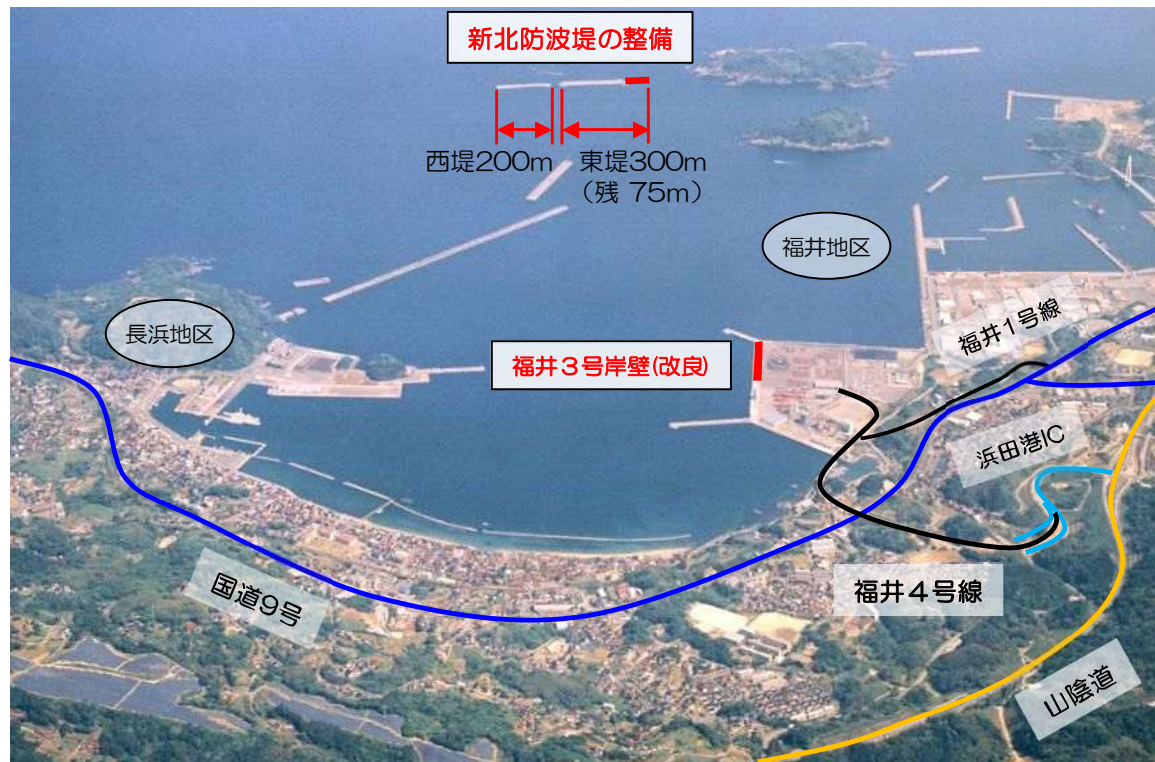 新北防波堤の整備
西堤200m
東堤300m
（残 75m）
福井地区
長浜地区
福井１号線
福井３号岸壁(改良)
浜田港IC
福井４号線
国道９号
山陰道